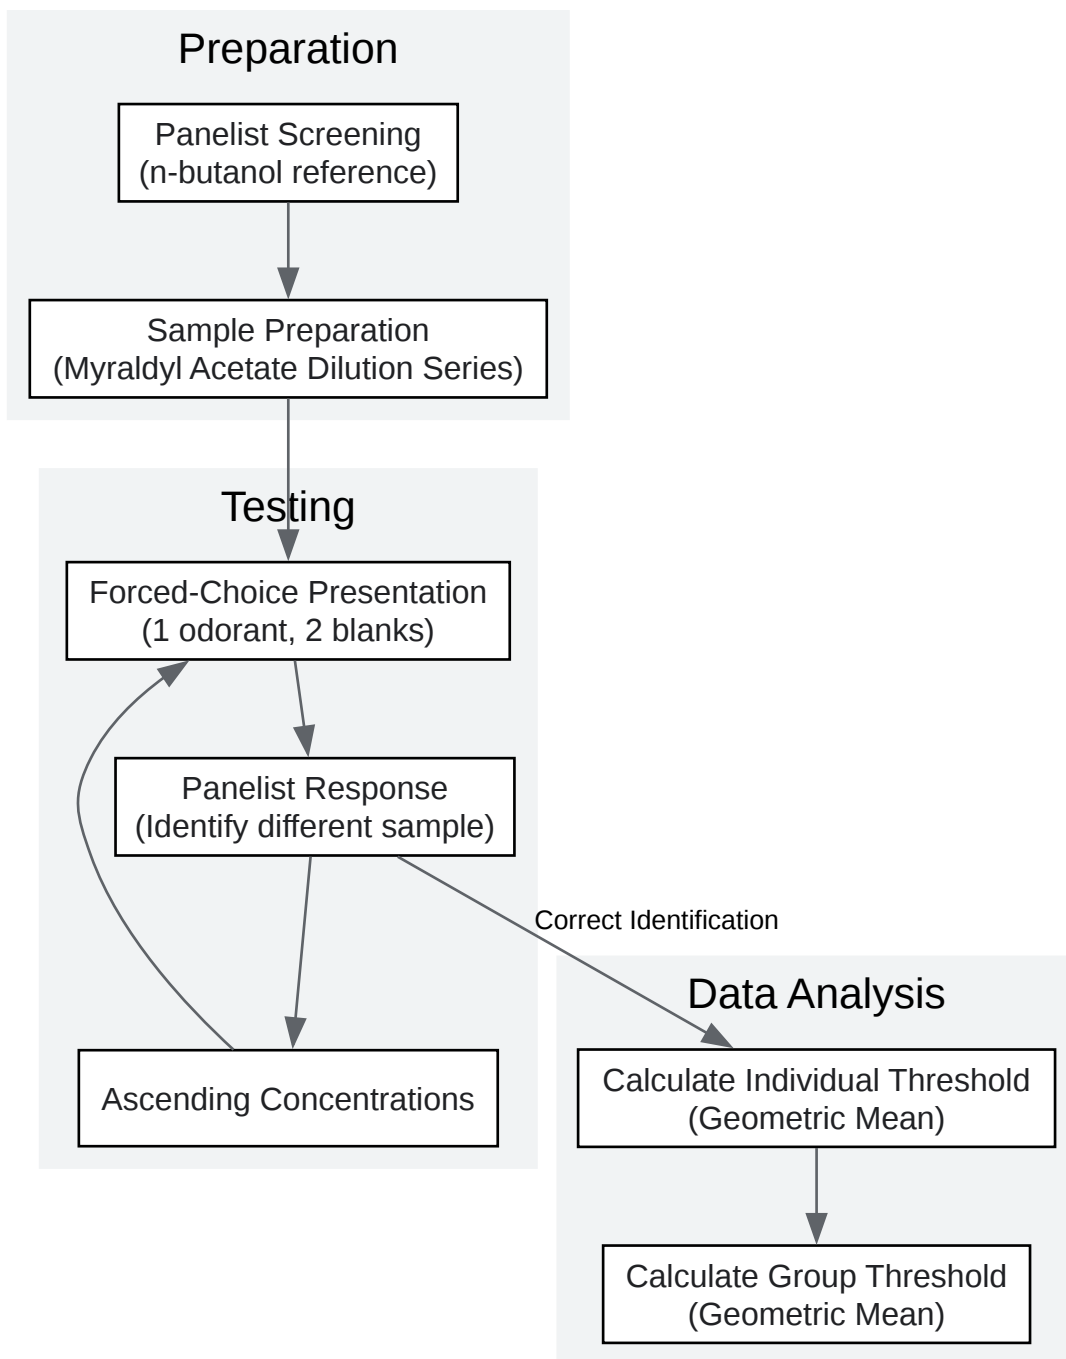 Preparation
Panelist Screening
(n-butanol reference)
Sample Preparation
(Myraldyl Acetate Dilution Series)
Testing
Forced-Choice Presentation
(1 odorant, 2 blanks)
Panelist Response
(Identify different sample)
Correct Identification
Ascending Concentrations
Data Analysis
Calculate Individual Threshold
(Geometric Mean)
Calculate Group Threshold
(Geometric Mean)